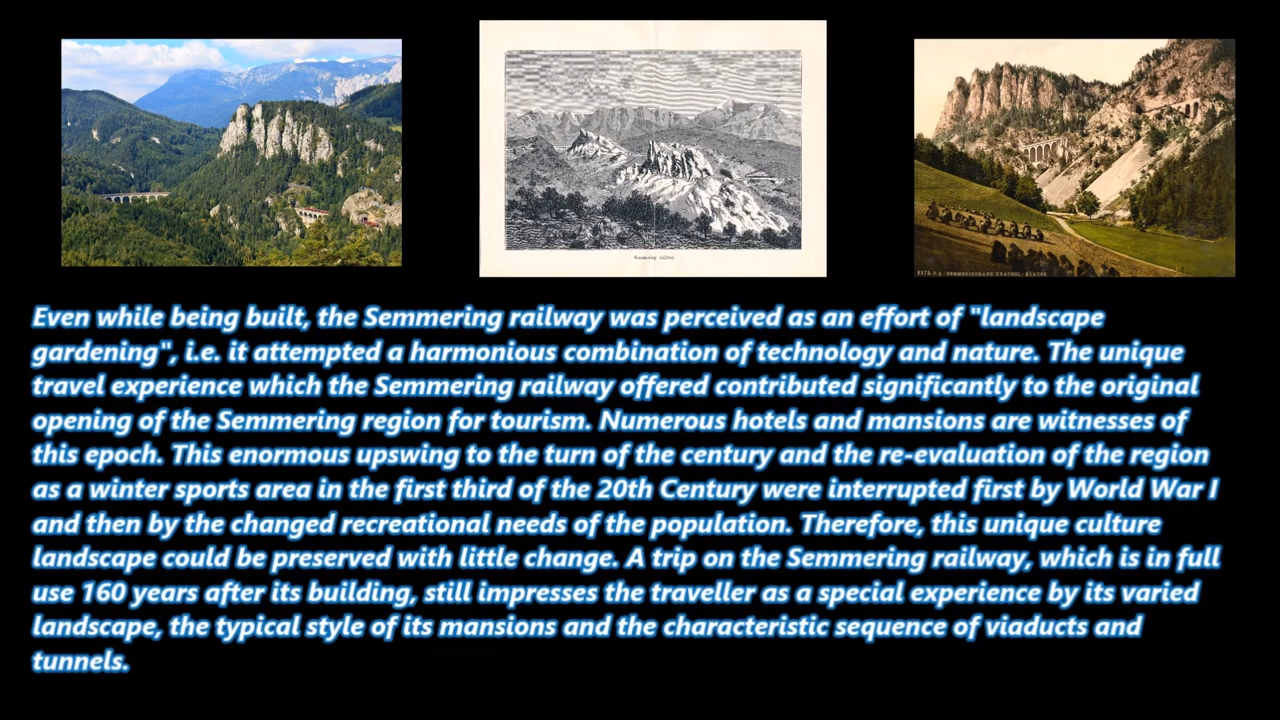 Semmering railway.
8372. P. Z. - SEMMERINGBAHN KRAUSEL-KLAUSE
Even while being built, the Semmering railway was perceived as an effort of "landscape
gardening", i.e. it attempted a harmonious combination of technology and nature. The unique
travel experience which the Semmering railway offered contributed significantly to the original
opening of the Semmering region for tourism. Numerous hotels and mansions are witnesses of
this epoch. This enormous upswing to the turn of the century and the re-evaluation of the region
as a winter sports area in the first third of the 20th Century were interrupted first by World War I
and then by the changed recreational needs of the population. Therefore, this unique culture
landscape could be preserved with little change. A trip on the Semmering railway, which is in full
use 160 years after its building, still impresses the traveller as a special experience by its varied
landscape, the typical style of its mansions and the characteristic sequence of viaducts and
tunnels.